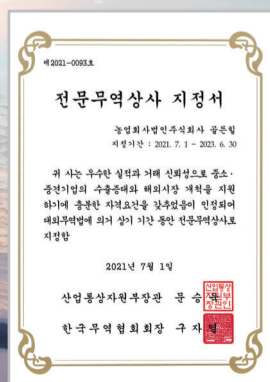 제2021-0093호
전문무역상사 지정서
농업회사법인주식회사 골든힐
지정기간 : 2021. 7. 1 ~ 2023. 6. 30
귀 사는 우수한 실적과 거래 신뢰성으로 중소·
중견기업의 수출증대와 해외시장 개척을 지원
하기에 충분한 자격요건을 갖추었음이 인정되어
대외무역법에 의거 상기 기간 동안 전문무역상사로
지정함
2021년 7월 1일
산업통상자원부장관 문 승 욱
한국무역협회회장 구 자 열